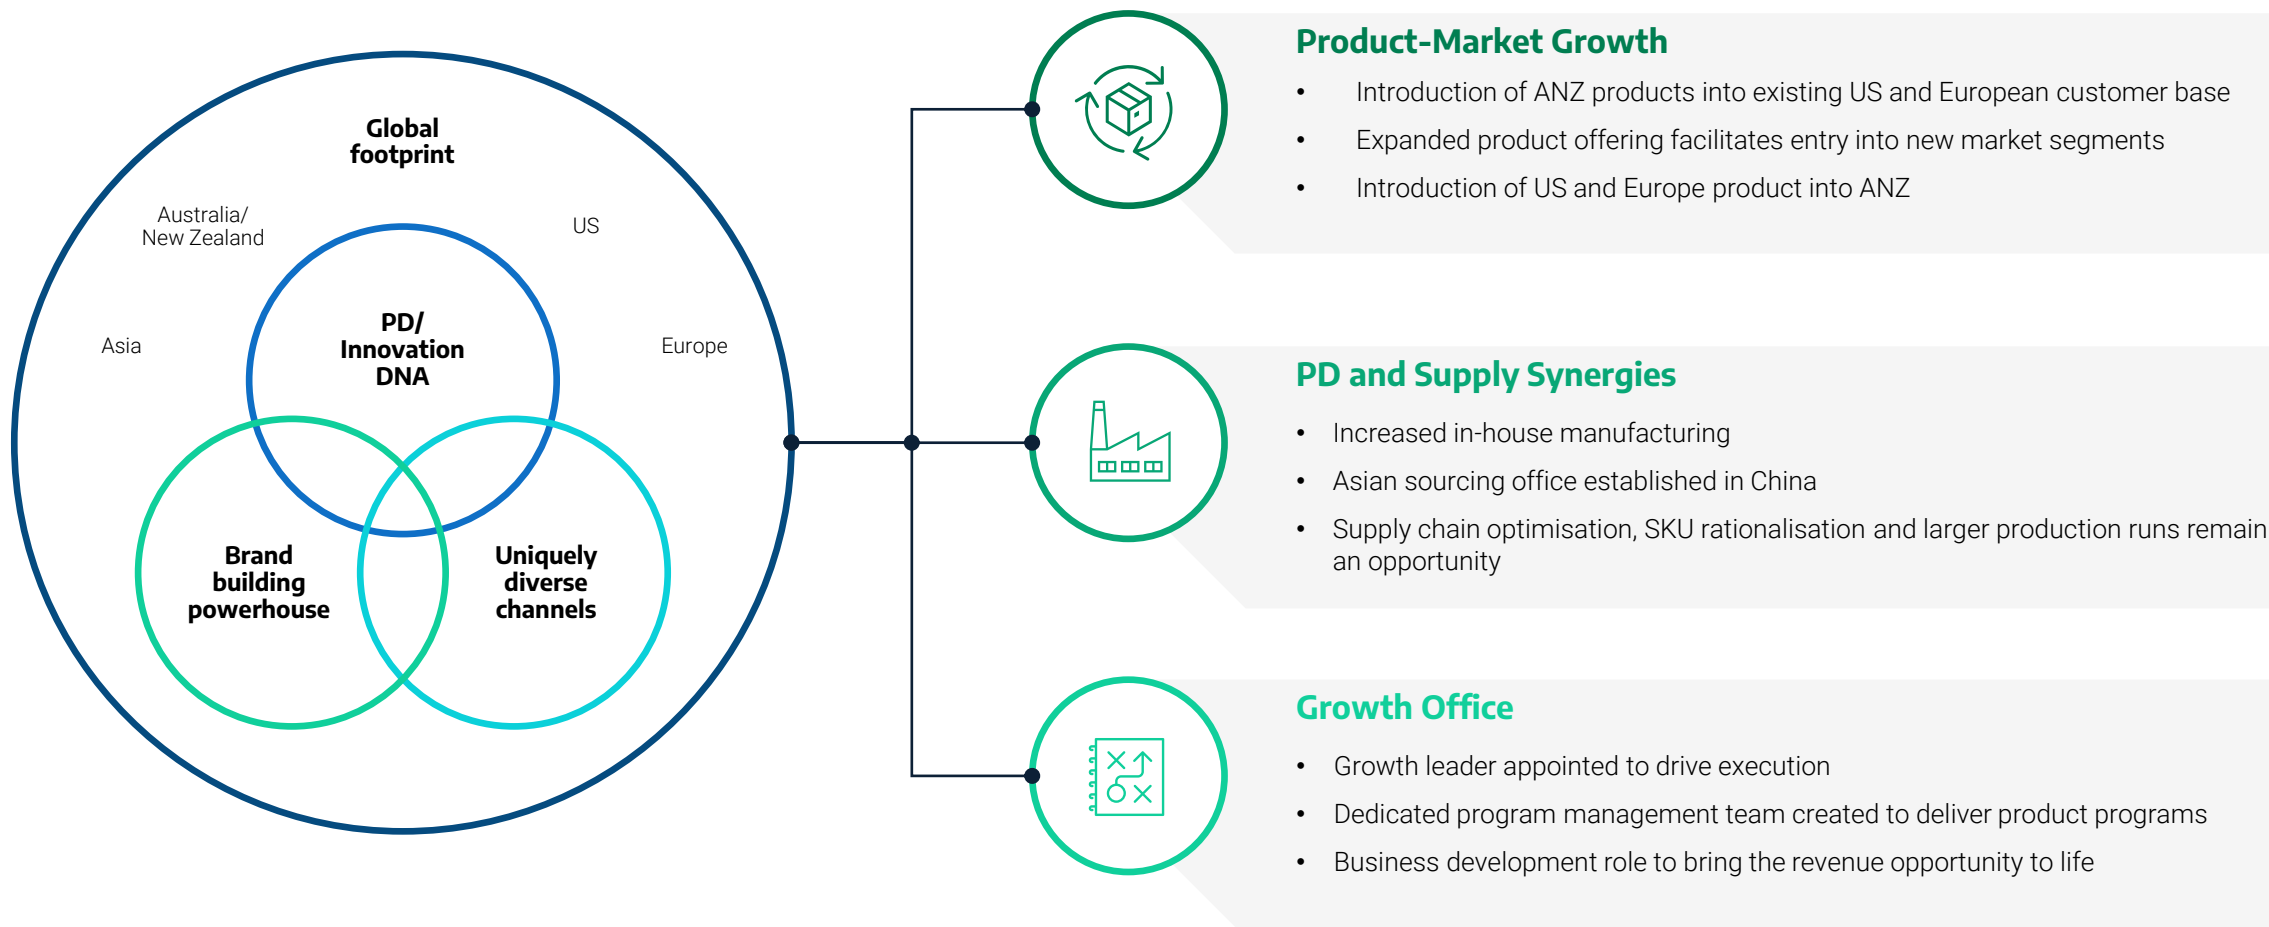 Global
footprint
Australia/
New Zealand
US
Asia
Europe
PD/
Innovation
DNA
Brand
building
powerhouse
Uniquely
diverse
channels
Product-Market Growth
• Introduction of ANZ products into existing US and European customer base
• Expanded product offering facilitates entry into new market segments
• Introduction of US and Europe product into ANZ
PD and Supply Synergies
• Increased in-house manufacturing
• Asian sourcing office established in China
• Supply chain optimisation, SKU rationalisation and larger production runs remain
an opportunity
Growth Office
• Growth leader appointed to drive execution
• Dedicated program management team created to deliver product programs
• Business development role to bring the revenue opportunity to life